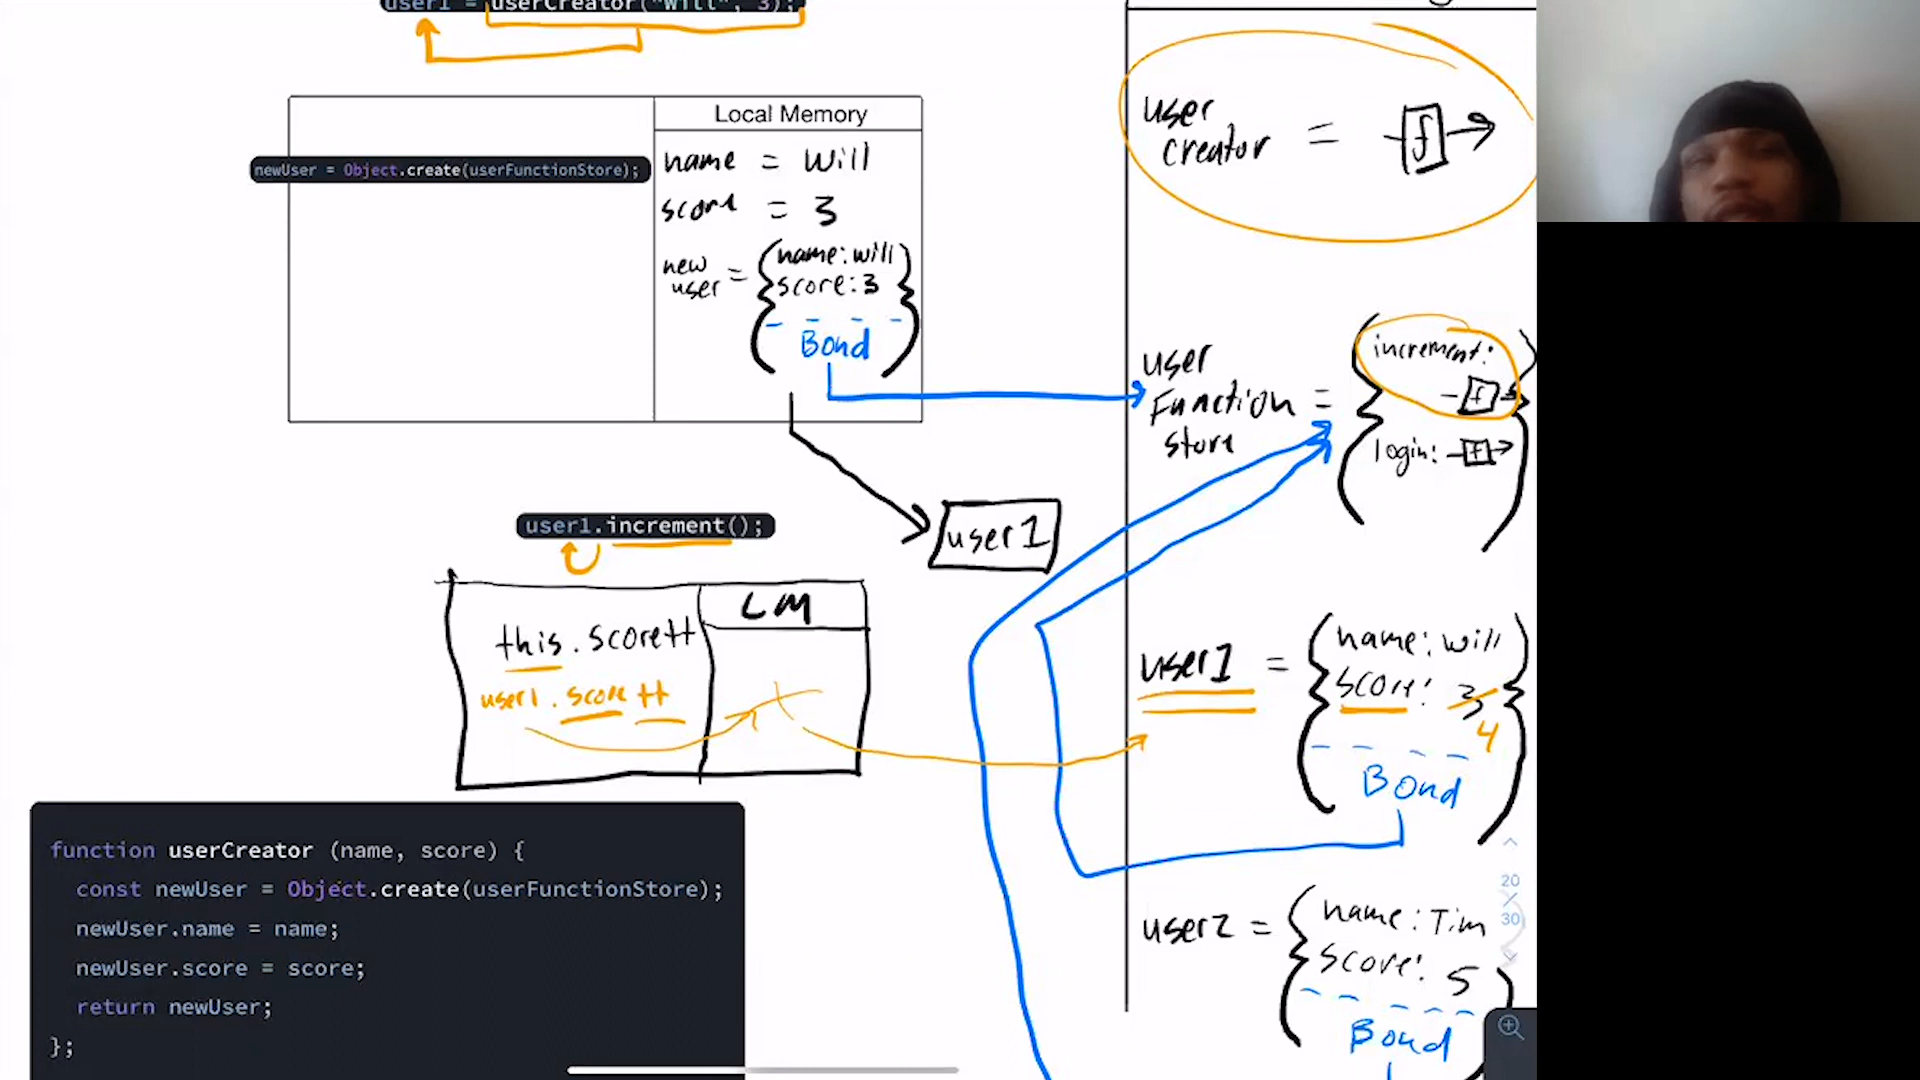 user1 = userCreator("Will", 3);
Local Memory
newUser = Object.create(userFunctionStore);
name = Will
score = 3
new user = { name: will
score: 3
Bond
user1
user1.increment();
LM
this.score++
user1.score++
function userCreator (name, score) {
const newUser = Object.create(userFunctionStore);
newUser.name = name;
newUser.score = score;
return newUser;
};
user
creator = f
user
Function =
store
increment:
f
login: f
user1 = { name: will
score: 3
4
Bond
user2 = { name: Tim
score: 5
Bond
20
30